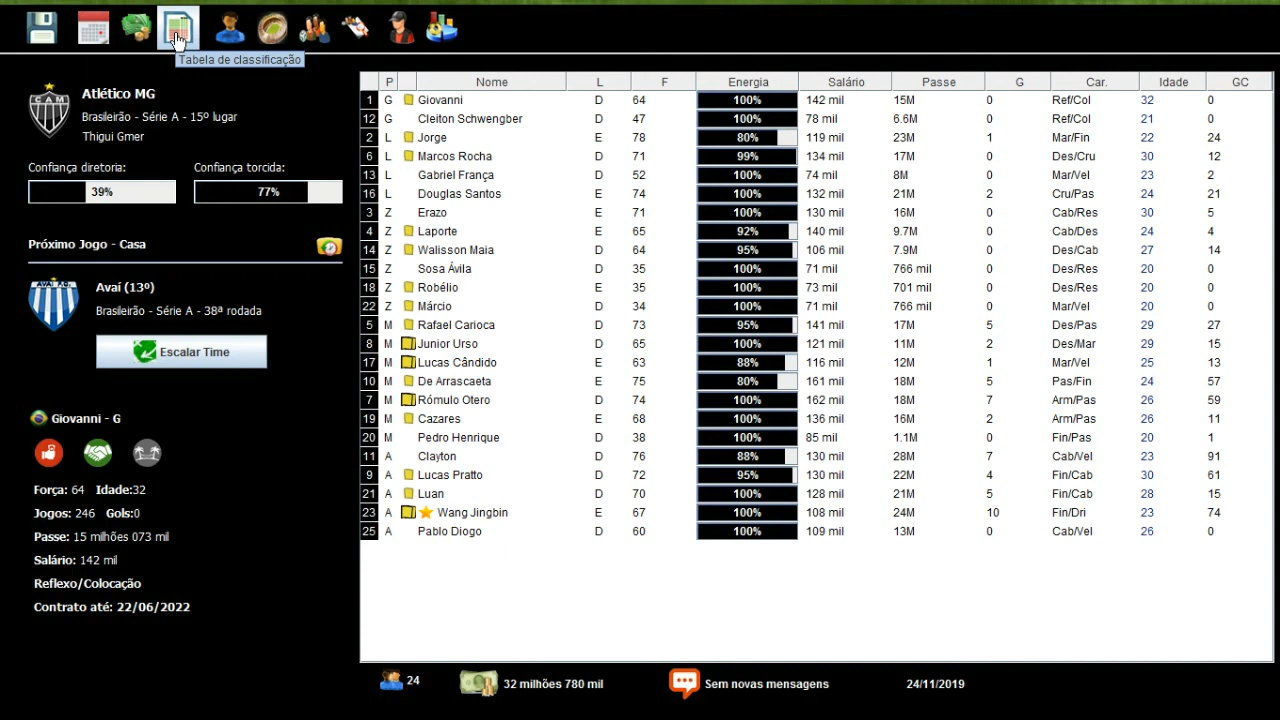 Tabela de classificação
Atlético MG
Brasileirão - Série A - 15º lugar
Thigui Gmer
Confiança diretoria: Confiança torcida:
39% 77%
Próximo Jogo - Casa
Avaí (13º)
Brasileirão - Série A - 38ª rodada
Escalar Time
Giovanni - G
Força: 64 Idade:32
Jogos: 246 Gols:0
Passe: 15 milhões 073 mil
Salário: 142 mil
Reflexo/Colocação
Contrato até: 22/06/2022
P Nome L F Energia Salário Passe G Car. Idade GC
1 G Giovanni D 64 100% 142 mil 15M 0 Ref/Col 32 0
12 G Cleiton Schwengber D 47 100% 78 mil 6.6M 0 Ref/Col 21 0
2 L Jorge E 78 80% 119 mil 23M 1 Mar/Fin 22 24
6 L Marcos Rocha D 71 99% 134 mil 17M 0 Des/Cru 30 12
13 L Gabriel França D 52 100% 74 mil 8M 0 Mar/Vel 23 2
16 L Douglas Santos E 74 100% 132 mil 21M 2 Cru/Pas 24 21
3 Z Erazo E 71 100% 130 mil 16M 0 Cab/Res 30 5
4 Z Laporte E 65 92% 140 mil 9.7M 0 Cab/Des 24 4
14 Z Walisson Maia D 64 95% 106 mil 7.9M 0 Des/Cab 27 14
15 Z Sosa Ávila D 35 100% 71 mil 766 mil 0 Des/Res 20 0
18 Z Robélio E 35 100% 73 mil 701 mil 0 Des/Res 20 0
22 Z Márcio D 34 100% 71 mil 766 mil 0 Mar/Vel 20 0
5 M Rafael Carioca D 73 95% 141 mil 17M 5 Des/Pas 29 27
8 M Junior Urso D 65 100% 121 mil 11M 2 Des/Mar 29 15
17 M Lucas Cândido E 63 88% 116 mil 12M 1 Mar/Vel 25 13
10 M De Arrascaeta E 75 80% 161 mil 18M 5 Pas/Fin 24 57
7 M Rómulo Otero D 74 100% 162 mil 18M 7 Arm/Pas 26 59
19 M Cazares E 68 100% 136 mil 16M 2 Arm/Pas 26 11
20 M Pedro Henrique D 38 100% 85 mil 1.1M 0 Fin/Pas 20 1
11 A Clayton D 76 88% 130 mil 28M 7 Cab/Vel 23 91
9 A Lucas Pratto D 72 95% 130 mil 22M 4 Fin/Cab 30 61
21 A Luan D 70 100% 128 mil 21M 5 Fin/Cab 28 15
23 A Wang Jingbin E 67 100% 108 mil 24M 10 Fin/Dri 23 74
25 A Pablo Diogo D 60 100% 109 mil 13M 0 Cab/Vel 26 0
24 32 milhões 780 mil Sem novas mensagens 24/11/2019